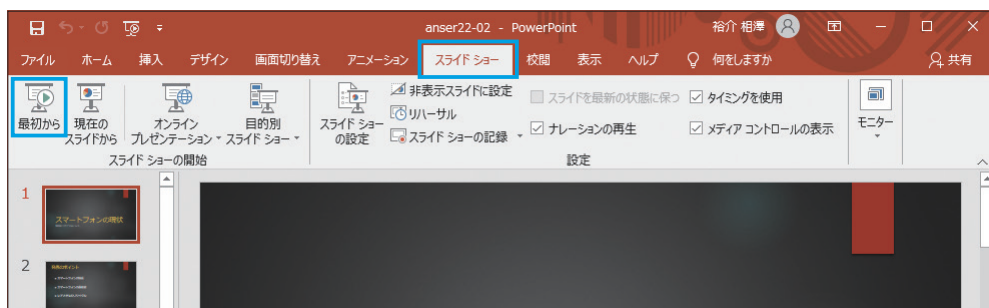 anser22-02 - PowerPoint 裕介 相澤
ファイル ホーム 挿入 デザイン 画面切り替え アニメーション スライド ショー 校閲 表示 ヘルプ 何をしますか 共有
最初から 現在の スライドから オンライン プレゼンテーション 目的別 スライド ショー スライド ショー の設定
非表示スライドに設定 スライドを最新の状態に保つ タイミングを使用
リハーサル
スライド ショーの記録 ナレーションの再生 メディア コントロールの表示
モニター
スライド ショーの開始 設定
1
スマートフォンの現状
2